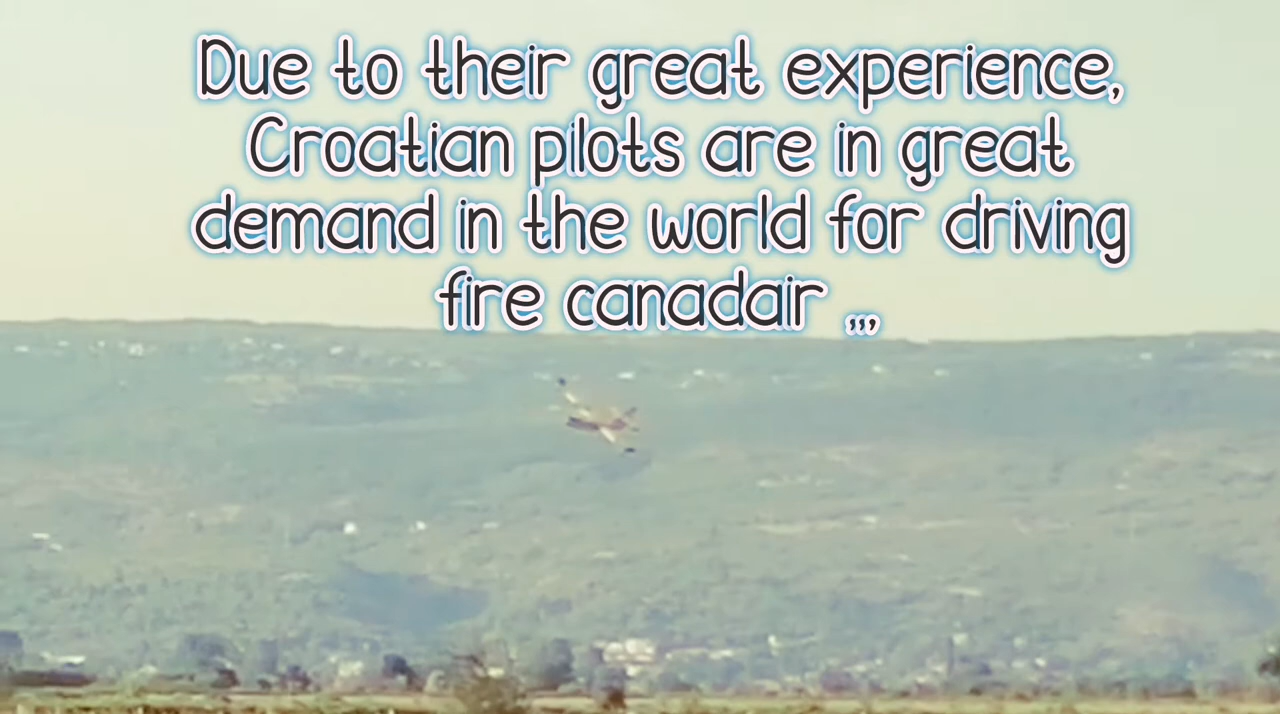 Due to their great experience,
Croatian pilots are in great
demand in the world for driving
fire canadair ,,,